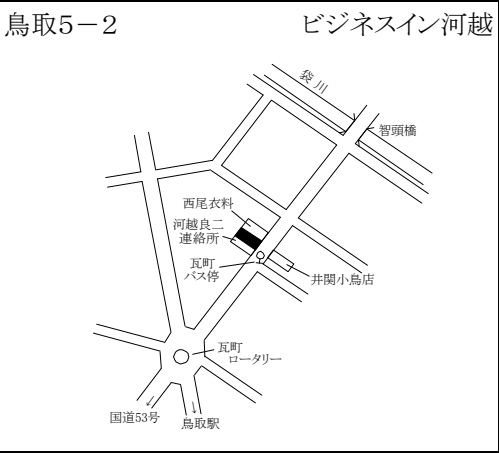 鳥取5－2
ビジネスイン河越
袋川
智頭橋
西尾衣料
河越良二
連絡所
瓦町
バス停
井関小鳥店
瓦町
ロータリー
国道53号
鳥取駅